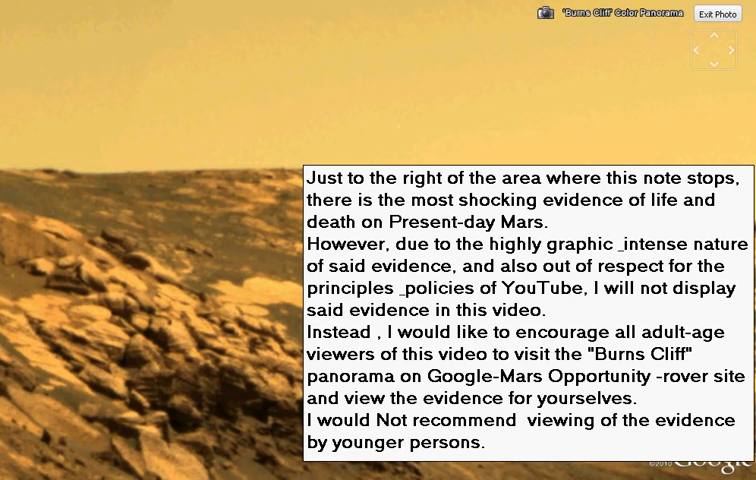 "Burns Cliff" Color Panorama
Exit Photo
Just to the right of the area where this note stops,
there is the most shocking evidence of life and
death on Present-day Mars.
However, due to the highly graphic _intense nature
of said evidence, and also out of respect for the
principles _policies of YouTube, I will not display
said evidence in this video.
Instead , I would like to encourage all adult-age
viewers of this video to visit the "Burns Cliff"
panorama on Google-Mars Opportunity -rover site
and view the evidence for yourselves.
I would Not recommend  viewing of the evidence
by younger persons.
©2010 Google